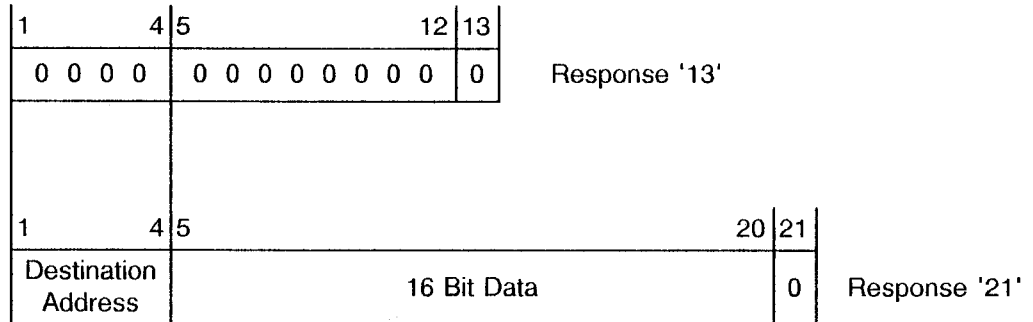 1 4 5 12 13
0 0 0 0 0 0 0 0 0 0 0 0 0 Response '13'
1 4 5 20 21
Destination
Address
16 Bit Data 0 Response '21'